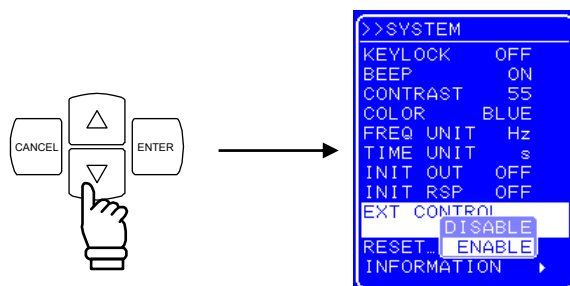 CANCEL
ENTER
>>SYSTEM
KEYLOCK OFF
BEEP ON
CONTRAST 55
COLOR BLUE
FREQ UNIT Hz
TIME UNIT s
INIT OUT OFF
INIT RSP OFF
EXT CONTROL
DISABLE
RESET… ENABLE
INFORMATION